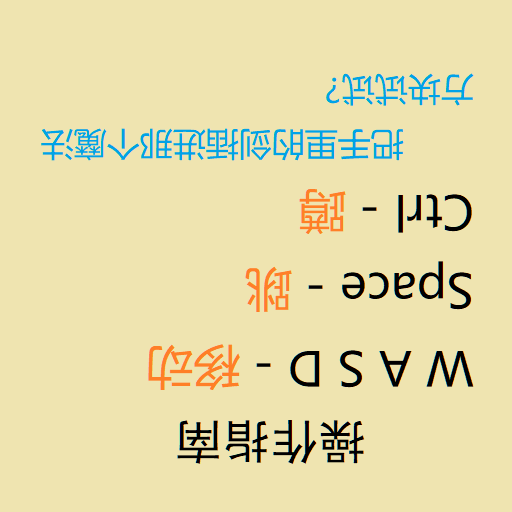 操作指南
W A S D - 移动
Space - 跳
Ctrl - 蹲
把手里的剑插进那个魔法
方块试试?